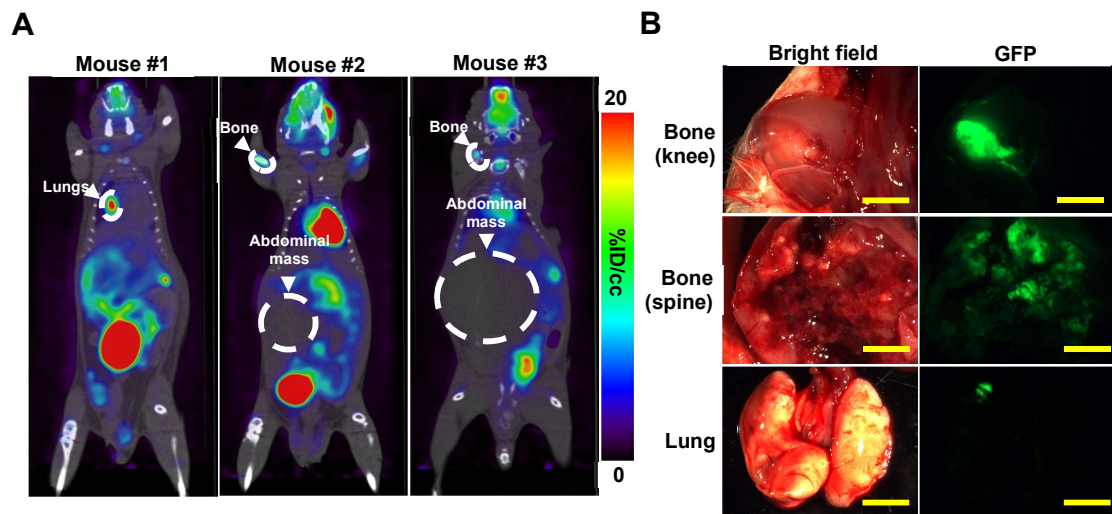 A
Mouse #1
Mouse #2
Mouse #3
Lungs
Bone
Abdominal
mass
Bone
Abdominal
mass
20
%ID/cc
0
B
Bright field
GFP
Bone
(knee)
Bone
(spine)
Lung